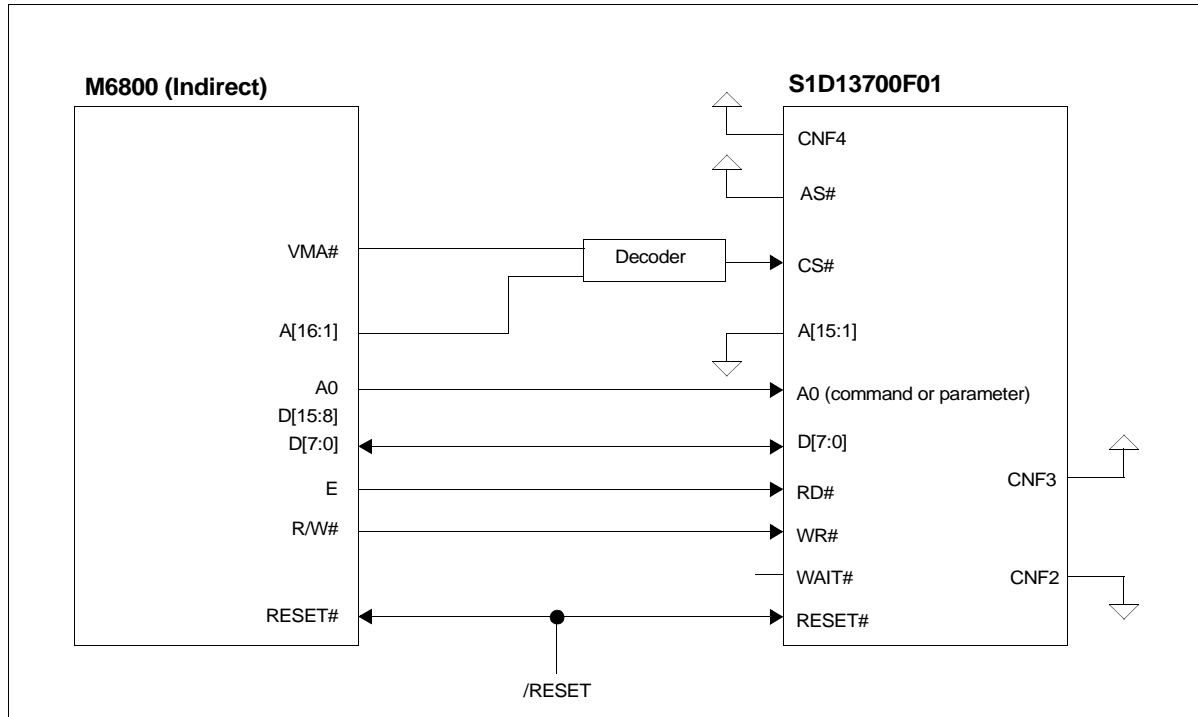 M6800 (Indirect)
S1D13700F01
CNF4
AS#
VMA#
Decoder
CS#
A[16:1]
A[15:1]
A0
A0 (command or parameter)
D[15:8]
D[7:0]
D[7:0]
CNF3
E
RD#
R/W#
WR#
WAIT#
CNF2
RESET#
RESET#
/RESET